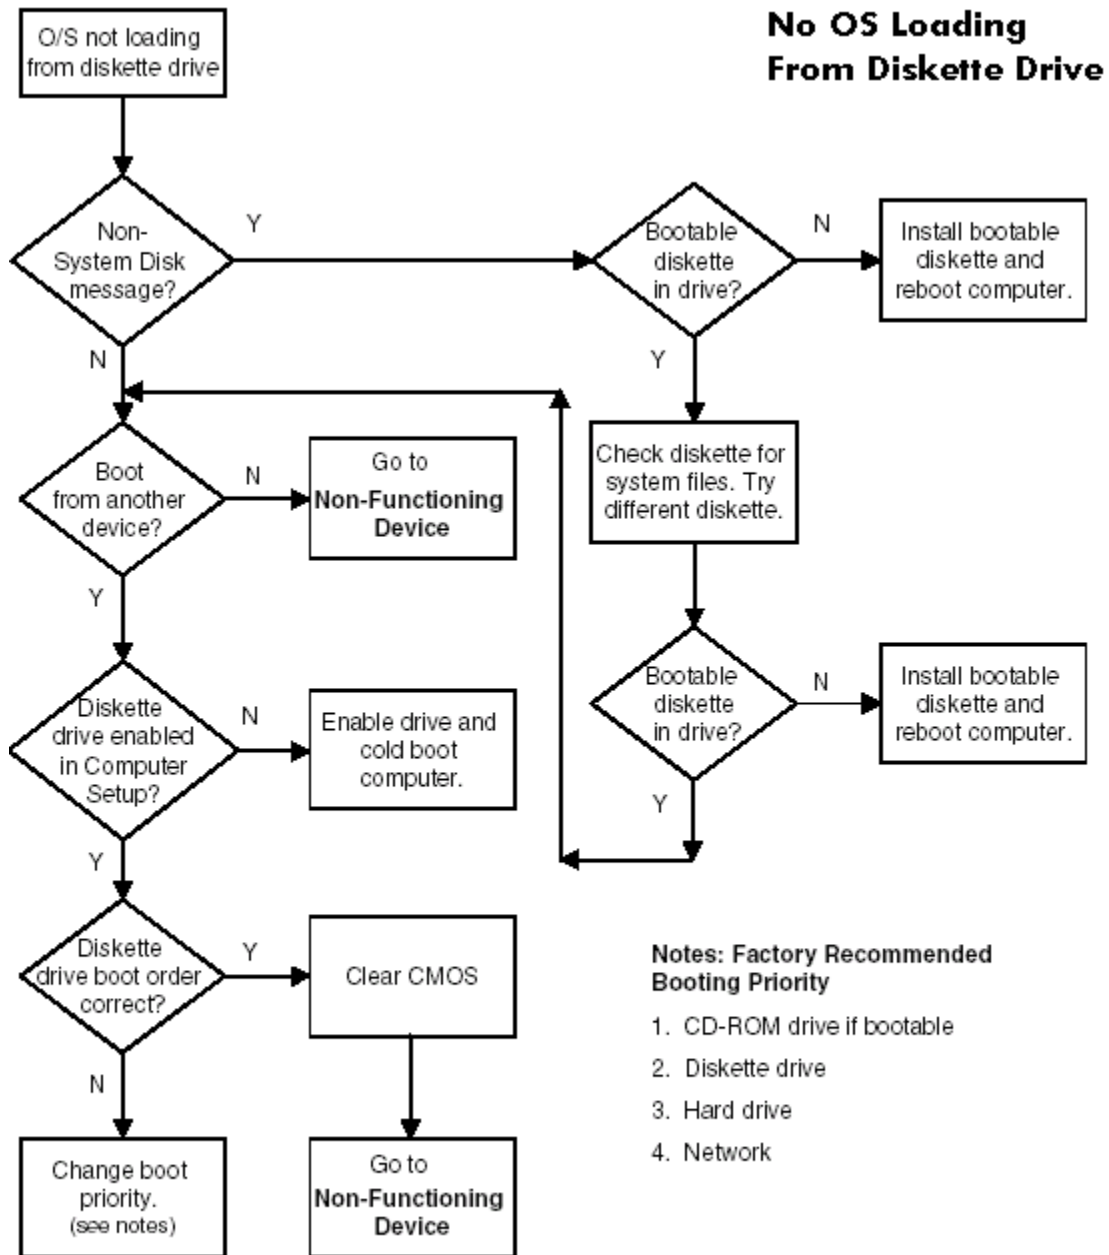 No OS Loading
From Diskette Drive
O/S not loading
from diskette drive
Non-
System Disk
message?
Y
N
Bootable
diskette
in drive?
N
Y
Install bootable
diskette and
reboot computer.
Boot
from another
device?
N
Y
Go to
Non-Functioning
Device
Check diskette for
system files. Try
different diskette.
Diskette
drive enabled
in Computer
Setup?
N
Y
Enable drive and
cold boot
computer.
Bootable
diskette
in drive?
N
Y
Install bootable
diskette and
reboot computer.
Diskette
drive boot order
correct?
Y
N
Clear CMOS
Change boot
priority.
(see notes)
Go to
Non-Functioning
Device
Notes: Factory Recommended
Booting Priority
1. CD-ROM drive if bootable
2. Diskette drive
3. Hard drive
4. Network